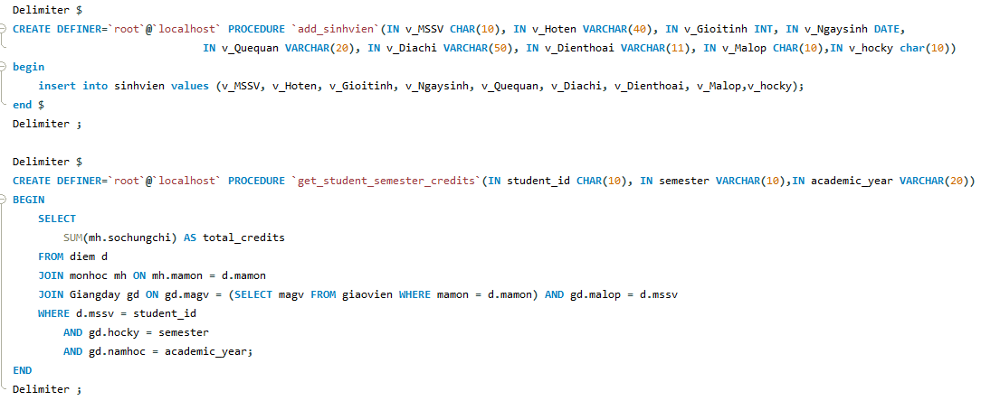 Delimiter $
CREATE DEFINER=`root`@`localhost` PROCEDURE `add_sinhvien`(IN v_MSSV CHAR(10), IN v_Hoten VARCHAR(40), IN v_Gioitinh INT, IN v_Ngaysinh DATE,
IN v_Quequan VARCHAR(20), IN v_Diachi VARCHAR(50), IN v_Dienthoai VARCHAR(11), IN v_Malop CHAR(10),IN v_hocky char(10))
begin
insert into sinhvien values (v_MSSV, v_Hoten, v_Gioitinh, v_Ngaysinh, v_Quequan, v_Diachi, v_Dienthoai, v_Malop,v_hocky);
end $
Delimiter ;
Delimiter $
CREATE DEFINER=`root`@`localhost` PROCEDURE `get_student_semester_credits`(IN student_id CHAR(10), IN semester VARCHAR(10),IN academic_year VARCHAR(20))
BEGIN
SELECT
SUM(mh.sochungchi) AS total_credits
FROM diem d
JOIN monhoc mh ON mh.mamon = d.mamon
JOIN Giangday gd ON gd.magv = (SELECT magv FROM giaovien WHERE mamon = d.mamon) AND gd.malop = d.mssv
WHERE d.mssv = student_id
AND gd.hocky = semester
AND gd.namhoc = academic_year;
END
Delimiter ;